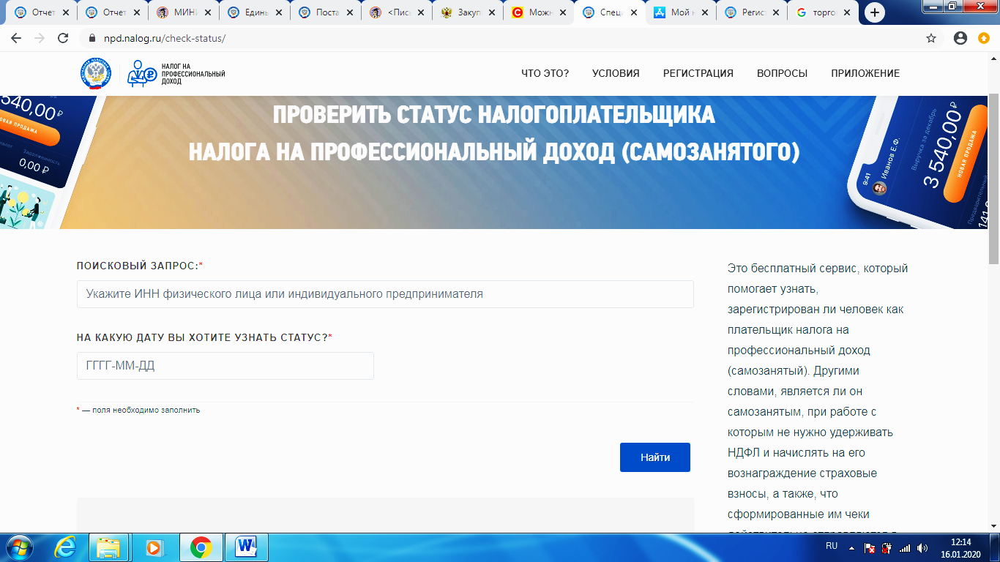 Отчет
Отчет
МИНИ
Едины
Поста
<Пись
Закуп
Можн
Специ
Мой н
Регист
торго
npd.nalog.ru/check-status/
НАЛОГ НА
ПРОФЕССИОНАЛЬНЫЙ
ДОХОД
ЧТО ЭТО?
УСЛОВИЯ
РЕГИСТРАЦИЯ
ВОПРОСЫ
ПРИЛОЖЕНИЕ
540,00 ₽
НОВАЯ ПРОДАЖА
Задолженность
0,00 ₽
ПРОВЕРИТЬ СТАТУС НАЛОГОПЛАТЕЛЬЩИКА
НАЛОГА НА ПРОФЕССИОНАЛЬНЫЙ ДОХОД (САМОЗАНЯТОГО)
9:41
Иванов Е.Ф.
Выручка за декабрь
3 540,00 ₽
НОВАЯ ПРОДАЖА
Предварительный
ПОИСКОВЫЙ ЗАПРОС:*
Укажите ИНН физического лица или индивидуального предпринимателя
НА КАКУЮ ДАТУ ВЫ ХОТИТЕ УЗНАТЬ СТАТУС?*
ГГГГ-ММ-ДД
* — поля необходимо заполнить
Найти
Это бесплатный сервис, который
помогает узнать,
зарегистрирован ли человек как
плательщик налога на
профессиональный доход
(самозанятый). Другими
словами, является ли он
самозанятым, при работе с
которым не нужно удерживать
НДФЛ и начислять на его
вознаграждение страховые
взносы, а также, что
сформированные им чеки
RU
12:14
16.01.2020